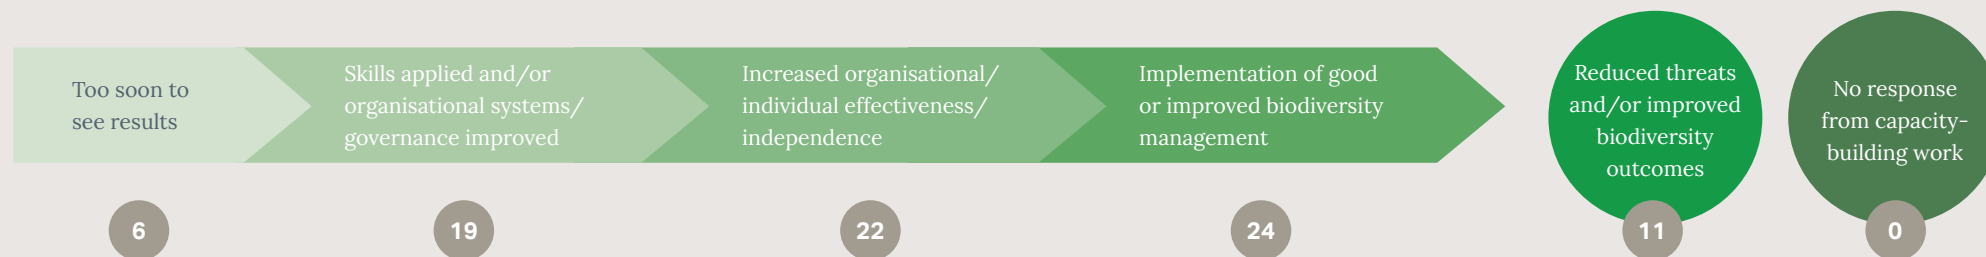 Too soon to
see results
Skills applied and/or
organisational systems/
governance improved
Increased organisational/
individual effectiveness/
independence
Implementation of good
or improved biodiversity
management
Reduced threats
and/or improved
biodiversity
outcomes
No response
from capacity-
building work
6
19
22
24
11
0